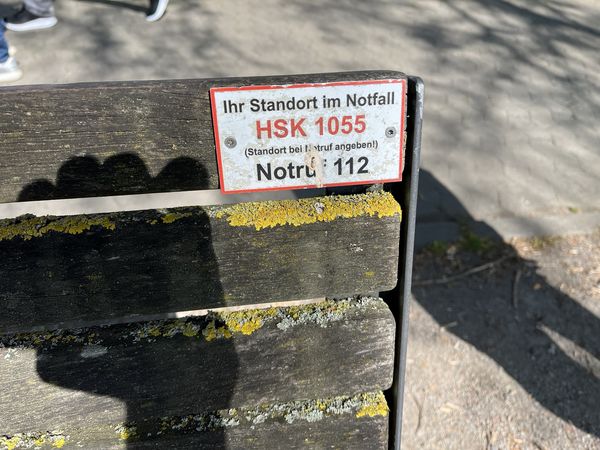 Ihr Standort im Notfall
HSK 1055
(Standort bei Notruf angeben!)
Notruf 112